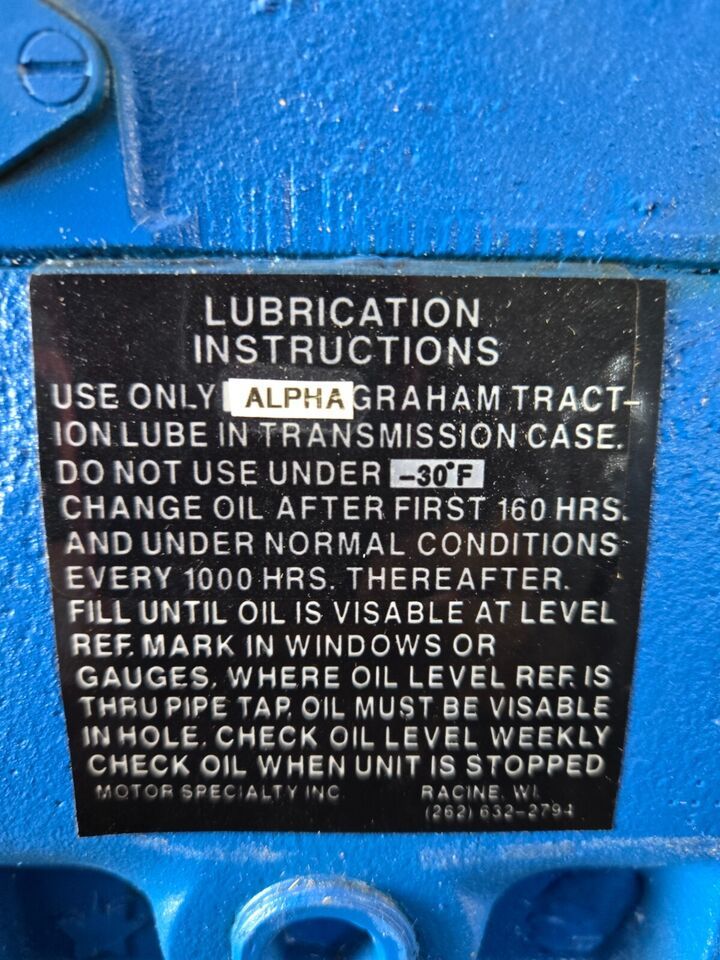 LUBRICATION
INSTRUCTIONS
USE ONLY ALPHA GRAHAM TRACT-
ION LUBE IN TRANSMISSION CASE.
DO NOT USE UNDER -30°F
CHANGE OIL AFTER FIRST 160 HRS.
AND UNDER NORMAL CONDITIONS
EVERY 1000 HRS. THEREAFTER.
FILL UNTIL OIL IS VISABLE AT LEVEL
REF. MARK IN WINDOWS OR
GAUGES, WHERE OIL LEVEL REF. IS
THRU PIPE TAP, OIL MUST BE VISABLE
IN HOLE. CHECK OIL LEVEL WEEKLY
CHECK OIL WHEN UNIT IS STOPPED
MOTOR SPECIALTY INC. RACINE, WI.
(262) 632-2794